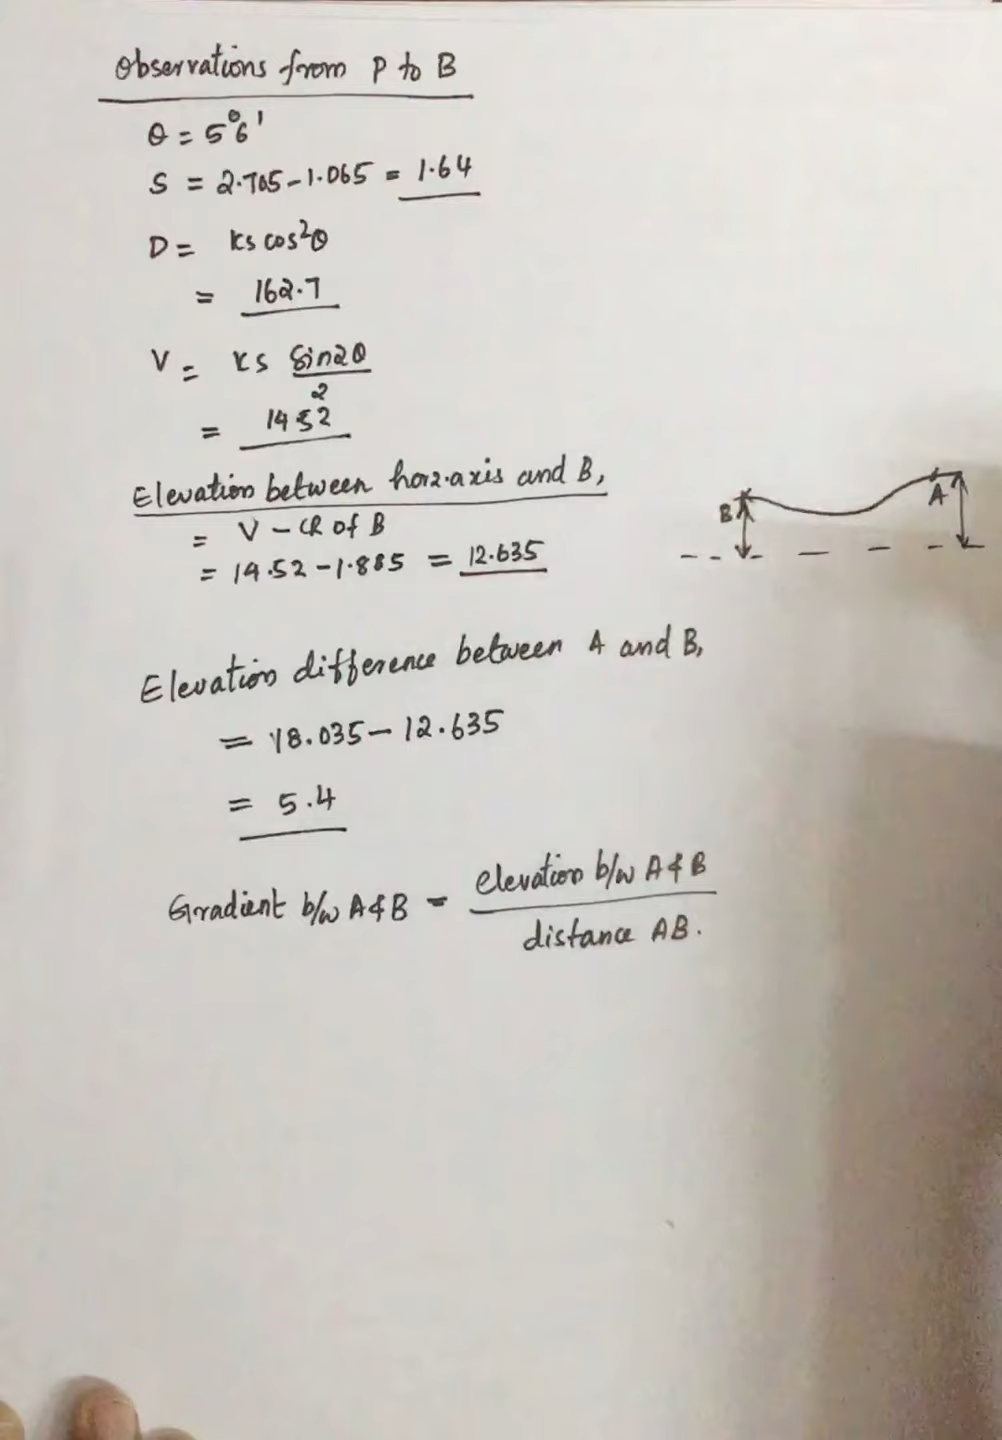 Observations from P to B
θ = 5°6'
S = 2.705-1.065 = 1.64
D = ks cos²θ
= 162.7
V = ks sin2θ
2
= 14.52
Elevation between horz.axis and B,
= V - CR of B
= 14.52 - 1.885 = 12.635
B
A
Elevation difference between A and B,
= 18.035 - 12.635
= 5.4
Gradient b/w A & B = elevation b/w A & B
distance AB.